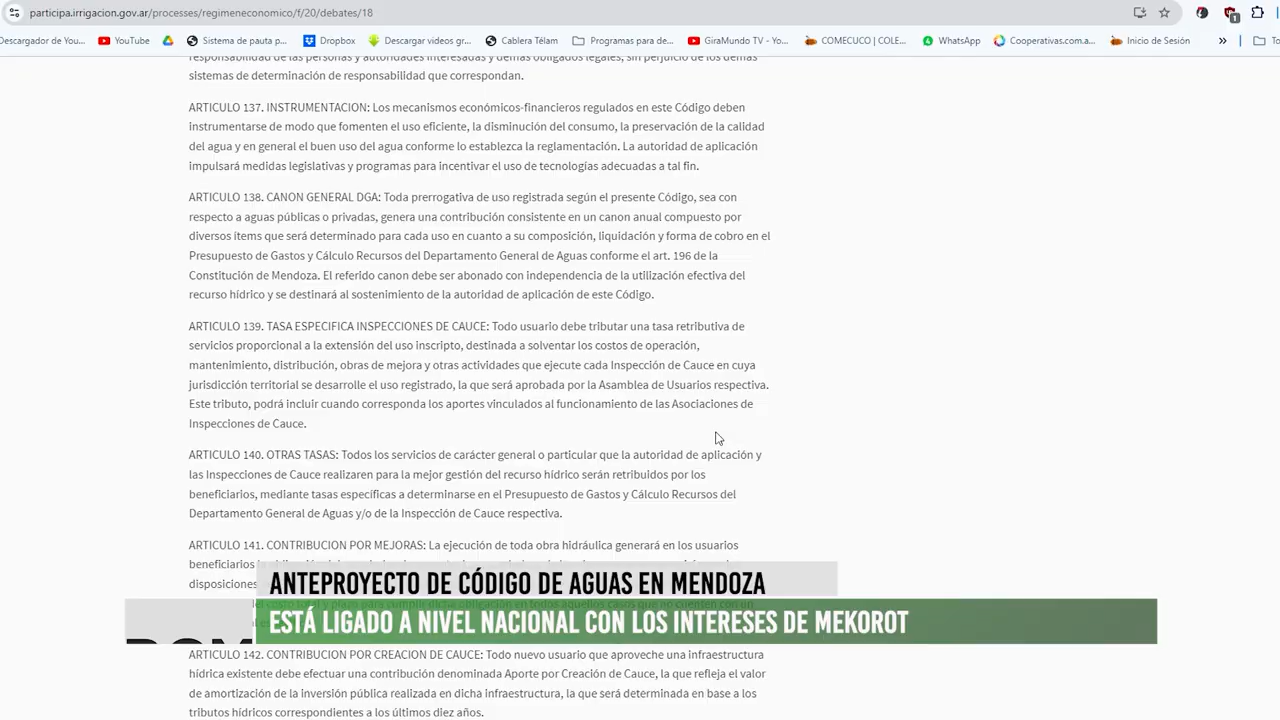 participa.irrigacion.gov.ar/processes/regimeneconomico/f/20/debates/18
Descargador de You... YouTube Sistema de pauta p... Dropbox Descargar videos gr... Cablera Télam Programas para de... GiraMundo TV - Yo... COMECUCO | COLE... WhatsApp Cooperativas.com.a... Inicio de Sesión » To
responsabilidad de las personas y autoridades interesadas y demás obligados legales, sin perjuicio de los demás
sistemas de determinación de responsabilidad que correspondan.
ARTICULO 137. INSTRUMENTACION: Los mecanismos económicos-financieros regulados en este Código deben
instrumentarse de modo que fomenten el uso eficiente, la disminución del consumo, la preservación de la calidad
del agua y en general el buen uso del agua conforme lo establezca la reglamentación. La autoridad de aplicación
impulsará medidas legislativas y programas para incentivar el uso de tecnologías adecuadas a tal fin.
ARTICULO 138. CANON GENERAL DGA: Toda prerrogativa de uso registrada según el presente Código, sea con
respecto a aguas públicas o privadas, genera una contribución consistente en un canon anual compuesto por
diversos ítems que será determinado para cada uso en cuanto a su composición, liquidación y forma de cobro en el
Presupuesto de Gastos y Cálculo Recursos del Departamento General de Aguas conforme el art. 196 de la
Constitución de Mendoza. El referido canon debe ser abonado con independencia de la utilización efectiva del
recurso hídrico y se destinará al sostenimiento de la autoridad de aplicación de este Código.
ARTICULO 139. TASA ESPECIFICA INSPECCIONES DE CAUCE: Todo usuario debe tributar una tasa retributiva de
servicios proporcional a la extensión del uso inscripto, destinada a solventar los costos de operación,
mantenimiento, distribución, obras de mejora y otras actividades que ejecute cada Inspección de Cauce en cuya
jurisdicción territorial se desarrolle el uso registrado, la que será aprobada por la Asamblea de Usuarios respectiva.
Este tributo, podrá incluir cuando corresponda los aportes vinculados al funcionamiento de las Asociaciones de
Inspecciones de Cauce.
ARTICULO 140. OTRAS TASAS: Todos los servicios de carácter general o particular que la autoridad de aplicación y
las Inspecciones de Cauce realizaren para la mejor gestión del recurso hídrico serán retribuidos por los
beneficiarios, mediante tasas específicas a determinarse en el Presupuesto de Gastos y Cálculo Recursos del
Departamento General de Aguas y/o de la Inspección de Cauce respectiva.
ARTICULO 141. CONTRIBUCION POR MEJORAS: La ejecución de toda obra hidráulica generará en los usuarios
beneficiarios
disposiciones
ANTEPROYECTO DE CÓDIGO DE AGUAS EN MENDOZA
ESTÁ LIGADO A NIVEL NACIONAL CON LOS INTERESES DE MEKOROT
ARTICULO 142. CONTRIBUCION POR CREACION DE CAUCE: Todo nuevo usuario que aproveche una infraestructura
hídrica existente debe efectuar una contribución denominada Aporte por Creación de Cauce, la que refleja el valor
de amortización de la inversión pública realizada en dicha infraestructura, la que será determinada en base a los
tributos hídricos correspondientes a los últimos diez años.